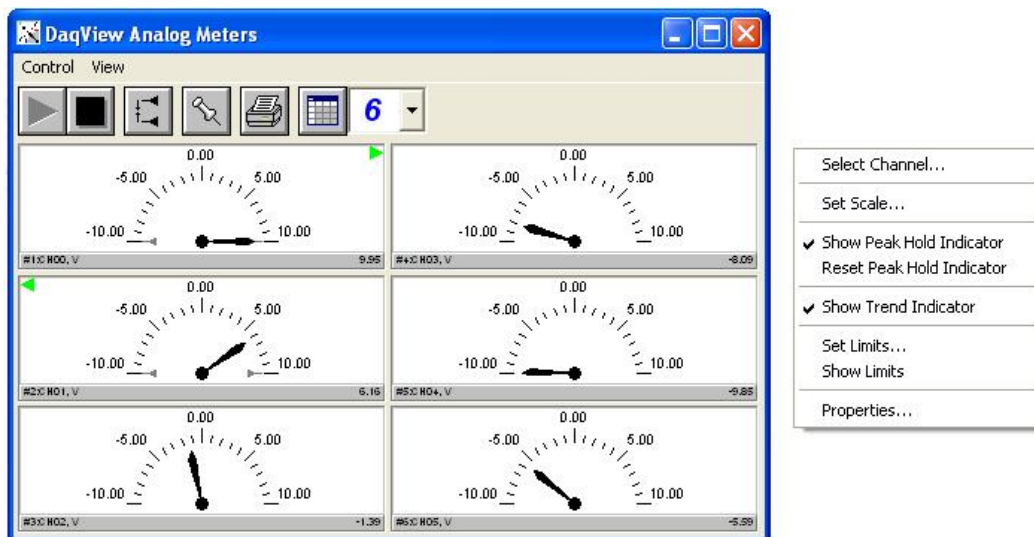 DaqView Analog Meters
Control View
6
0.00
-5.00 5.00
-10.00 10.00
#1:CH00, V 9.95
0.00
-5.00 5.00
-10.00 10.00
#4:CH03, V -8.09
0.00
-5.00 5.00
-10.00 10.00
#2:CH01, V 6.16
0.00
-5.00 5.00
-10.00 10.00
#5:CH04, V -9.85
0.00
-5.00 5.00
-10.00 10.00
#3:CH02, V -1.39
0.00
-5.00 5.00
-10.00 10.00
#6:CH05, V -5.59
Select Channel...
Set Scale...
Show Peak Hold Indicator
Reset Peak Hold Indicator
Show Trend Indicator
Set Limits...
Show Limits
Properties...